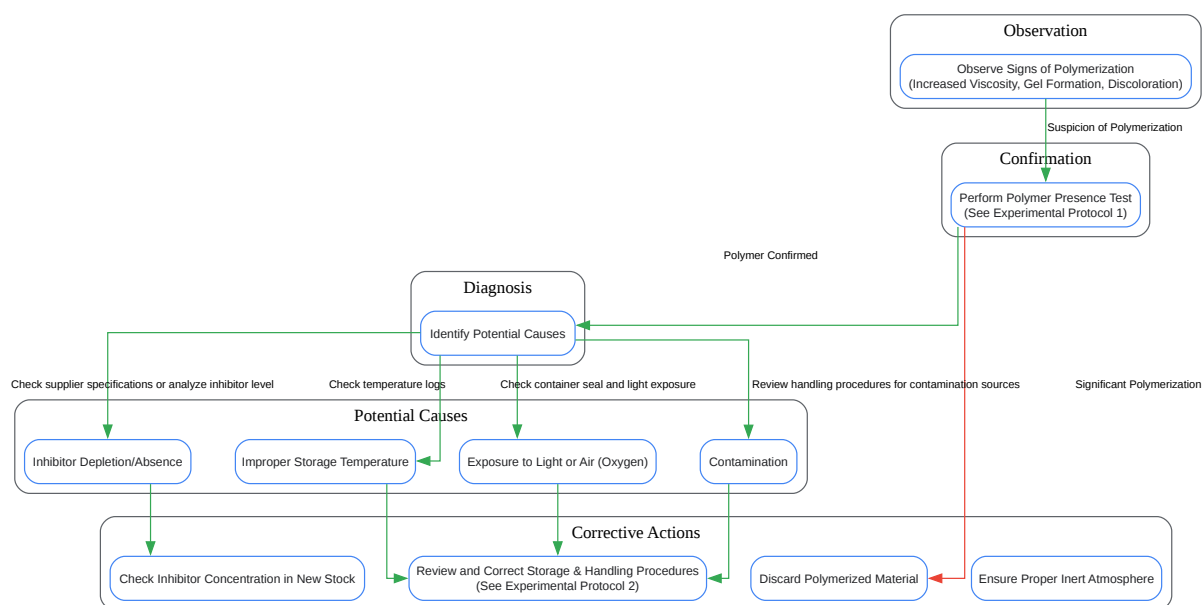 Observation
Observe Signs of Polymerization
(Increased Viscosity, Gel Formation, Discoloration)
Suspicion of Polymerization
Confirmation
Perform Polymer Presence Test
(See Experimental Protocol 1)
Polymer Confirmed
Diagnosis
Identify Potential Causes
Check supplier specifications or analyze inhibitor level
Check temperature logs
Check container seal and light exposure
Review handling procedures for contamination sources
Significant Polymerization
Potential Causes
Inhibitor Depletion/Absence
Improper Storage Temperature
Exposure to Light or Air (Oxygen)
Contamination
Corrective Actions
Check Inhibitor Concentration in New Stock
Review and Correct Storage & Handling Procedures
(See Experimental Protocol 2)
Discard Polymerized Material
Ensure Proper Inert Atmosphere